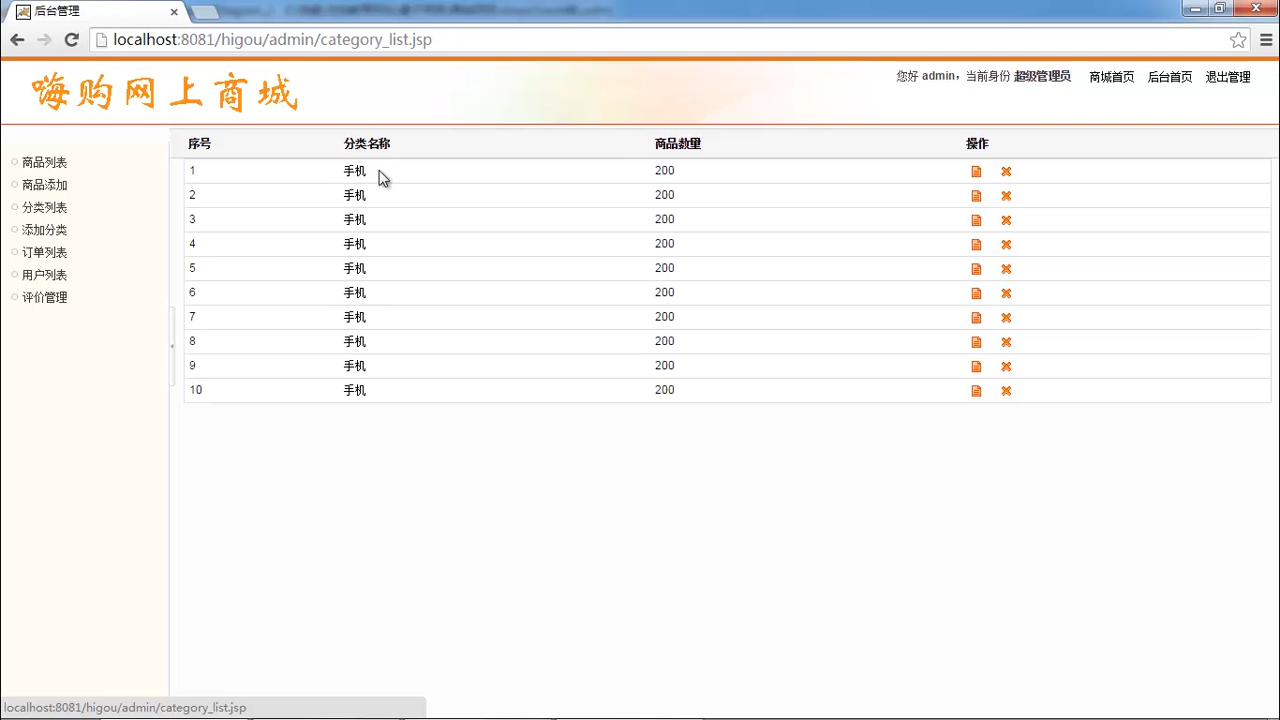 后台管理
localhost:8081/higou/admin/category_list.jsp
嗨购网上商城
您好 admin，当前身份 超级管理员 商城首页 后台首页 退出管理
商品列表
商品添加
分类列表
添加分类
订单列表
用户列表
评价管理
序号 分类名称 商品数量 操作
1 手机 200
2 手机 200
3 手机 200
4 手机 200
5 手机 200
6 手机 200
7 手机 200
8 手机 200
9 手机 200
10 手机 200
localhost:8081/higou/admin/category_list.jsp